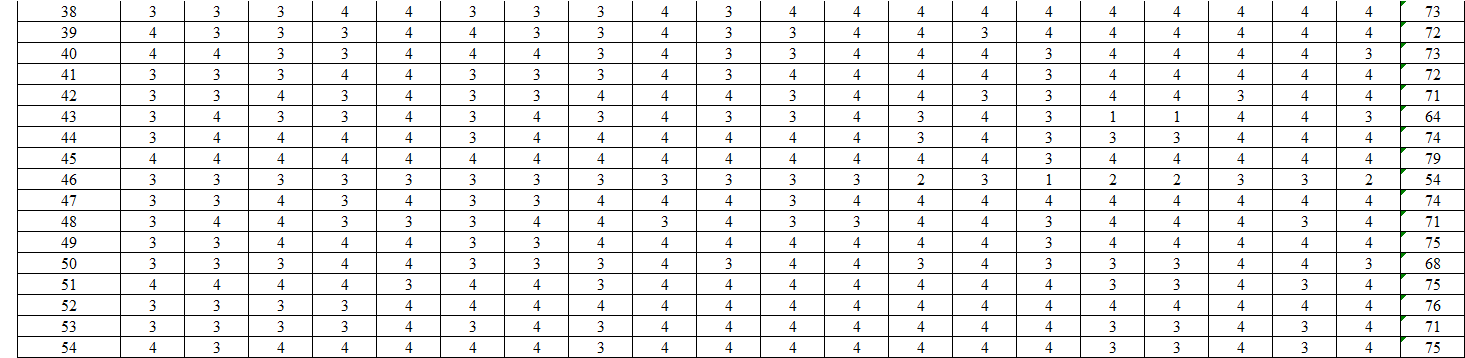 38 3 3 3 4 4 3 3 3 4 3 4 4 4 4 4 4 4 4 4 4 73
39 4 3 3 3 4 4 3 3 4 3 3 4 4 3 4 4 4 4 4 4 72
40 4 4 3 3 4 4 4 3 4 3 3 4 4 4 3 4 4 4 4 3 73
41 3 3 3 4 4 3 3 3 4 3 4 4 4 4 3 4 4 4 4 4 72
42 3 3 4 3 4 3 3 4 4 4 3 4 4 3 3 4 4 3 4 4 71
43 3 4 3 3 4 3 4 3 4 3 3 4 3 4 3 1 1 4 4 3 64
44 3 4 4 4 4 3 4 4 4 4 4 4 3 4 3 3 3 4 4 4 74
45 4 4 4 4 4 4 4 4 4 4 4 4 4 4 3 4 4 4 4 4 79
46 3 3 3 3 3 3 3 3 3 3 3 3 2 3 1 2 2 3 3 2 54
47 3 3 4 3 4 3 3 4 4 4 3 4 4 4 4 4 4 4 4 4 74
48 3 4 4 3 3 3 4 4 3 4 3 3 4 4 3 4 4 4 3 4 71
49 3 3 4 4 4 3 3 4 4 4 4 4 4 4 3 4 4 4 4 4 75
50 3 3 3 4 4 3 3 3 4 3 4 4 3 4 3 3 3 4 4 3 68
51 4 4 4 4 3 4 4 3 4 4 4 4 4 4 4 3 3 4 3 4 75
52 3 3 3 3 4 4 4 4 4 4 4 4 4 4 4 4 4 4 4 4 76
53 3 3 3 3 4 3 4 3 4 4 4 4 4 4 4 3 3 4 3 4 71
54 4 3 4 4 4 4 4 3 4 4 4 4 4 4 4 3 3 4 3 4 75